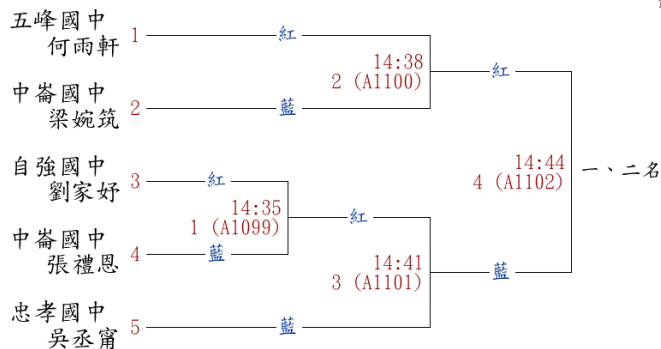 五峰國中
何雨軒 1 紅
14:38
2 (A1100)
紅
中崙國中
梁婉筑 2 藍
14:44
4 (A1102)
一、二名
自強國中
劉家妤 3 紅
14:35
1 (A1099)
紅
中崙國中
張禮恩 4 藍
14:41
3 (A1101)
藍
忠孝國中
吳丞甯 5 藍